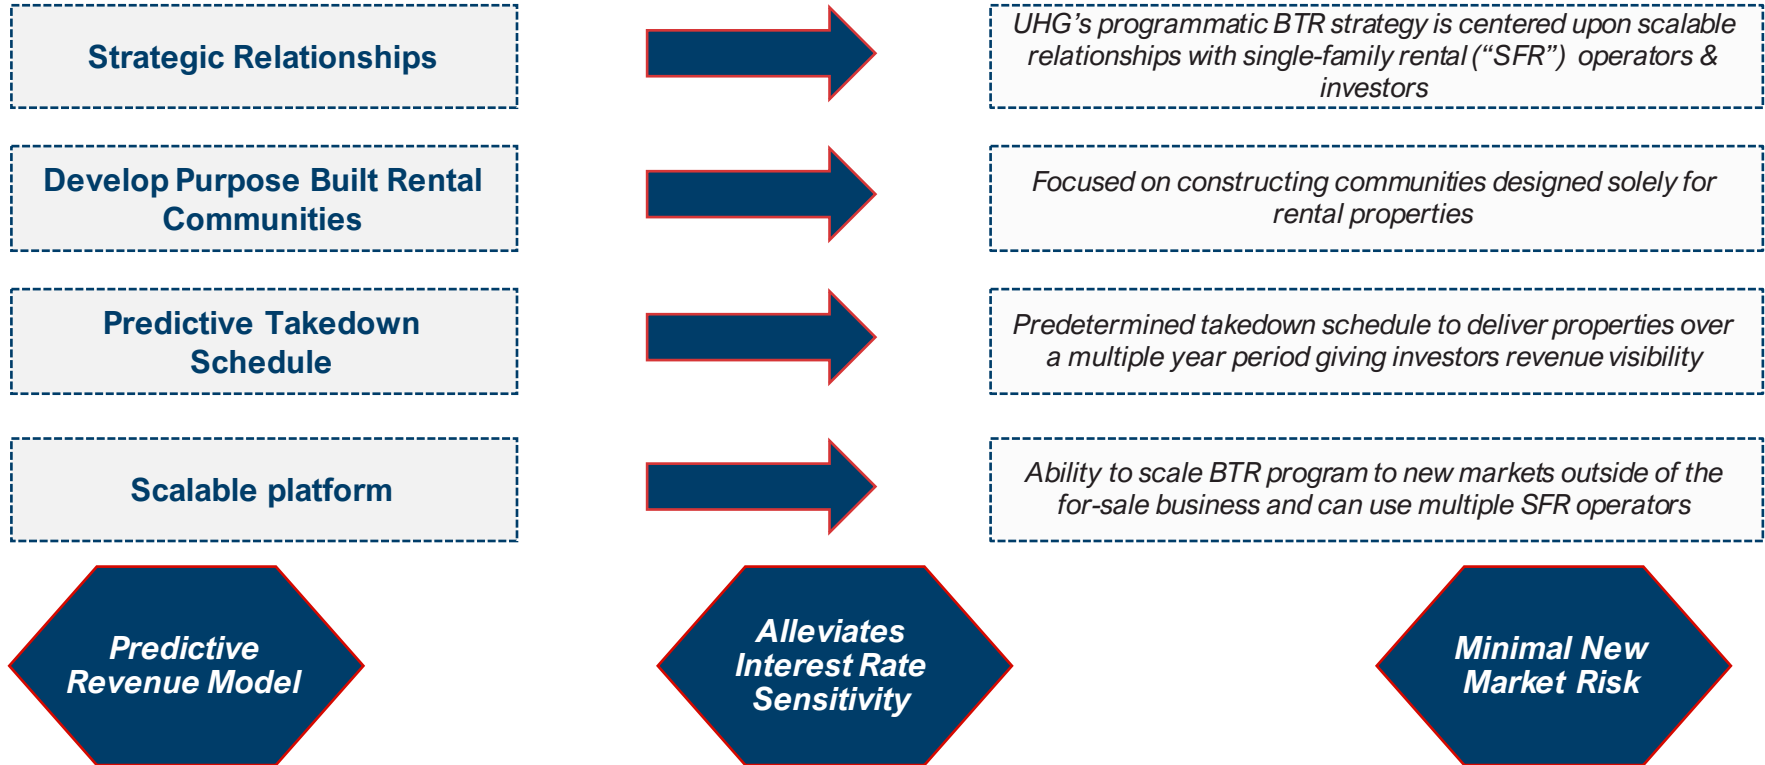 Strategic Relationships
UHG’s programmatic BTR strategy is centered upon scalable
relationships with single-family rental (“SFR”) operators &
investors
Develop Purpose Built Rental
Communities
Focused on constructing communities designed solely for
rental properties
Predictive Takedown
Schedule
Predetermined takedown schedule to deliver properties over
a multiple year period giving investors revenue visibility
Scalable platform
Ability to scale BTR program to new markets outside of the
for-sale business and can use multiple SFR operators
Predictive
Revenue Model
Alleviates
Interest Rate
Sensitivity
Minimal New
Market Risk